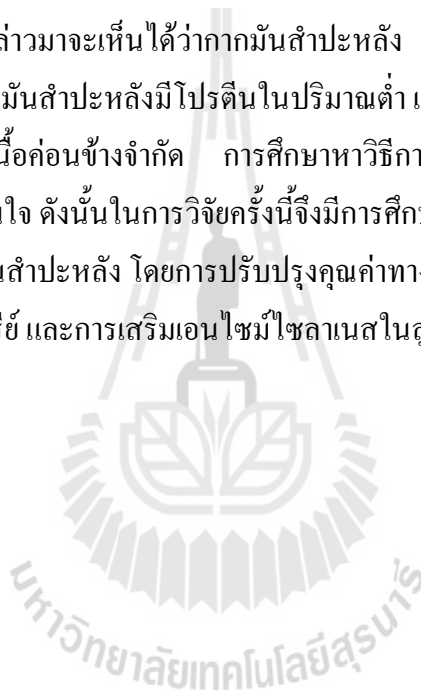 ล่าวมาจะเห็นได้ว่ากากมันสำปะหลัง
มันสำปะหลังมีโปรตีนในปริมาณต่ำ เ
นื้อค่อนข้างจำกัด การศึกษาหาวิธีกา
นใจ ดังนั้นในการวิจัยครั้งนี้จึงมีการศึกษ
นสำปะหลัง โดยการปรับปรุงคุณค่าทา
รีย์ และการเสริมเอนไซม์ไซลาเนสในสู
มหาวิทยาลัยเทคโนโลยีสุรนารี